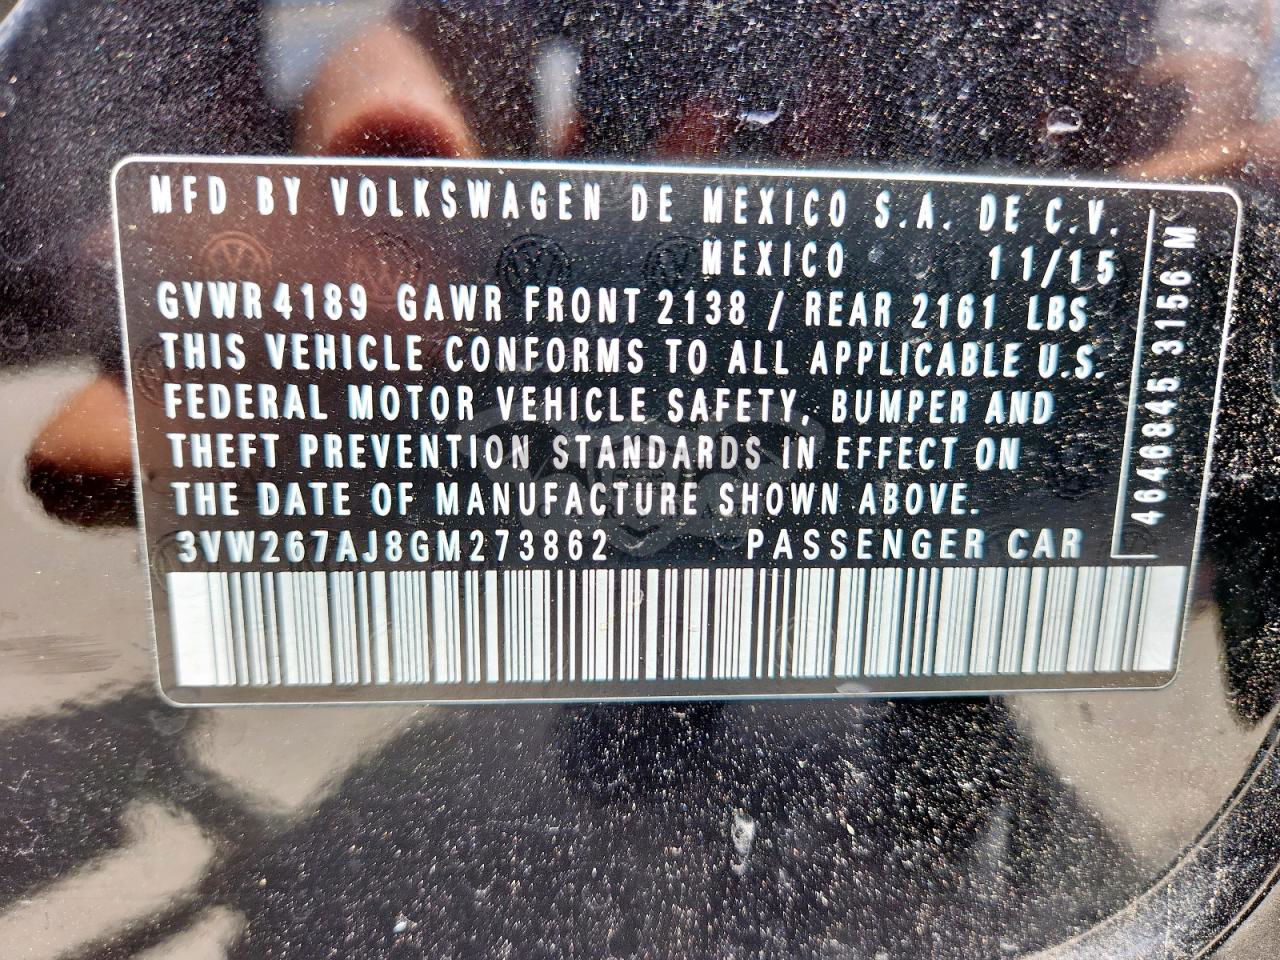 MFD BY VOLKSWAGEN DE MEXICO S.A. DE C.V.
MEXICO 11/15
GVWR 4189 GAWR FRONT 2138 / REAR 2161 LBS
THIS VEHICLE CONFORMS TO ALL APPLICABLE U.S.
FEDERAL MOTOR VEHICLE SAFETY, BUMPER AND
THEFT PREVENTION STANDARDS IN EFFECT ON
THE DATE OF MANUFACTURE SHOWN ABOVE.
3VW267AJ8GM273862 PASSENGER CAR
4646845 3156 M